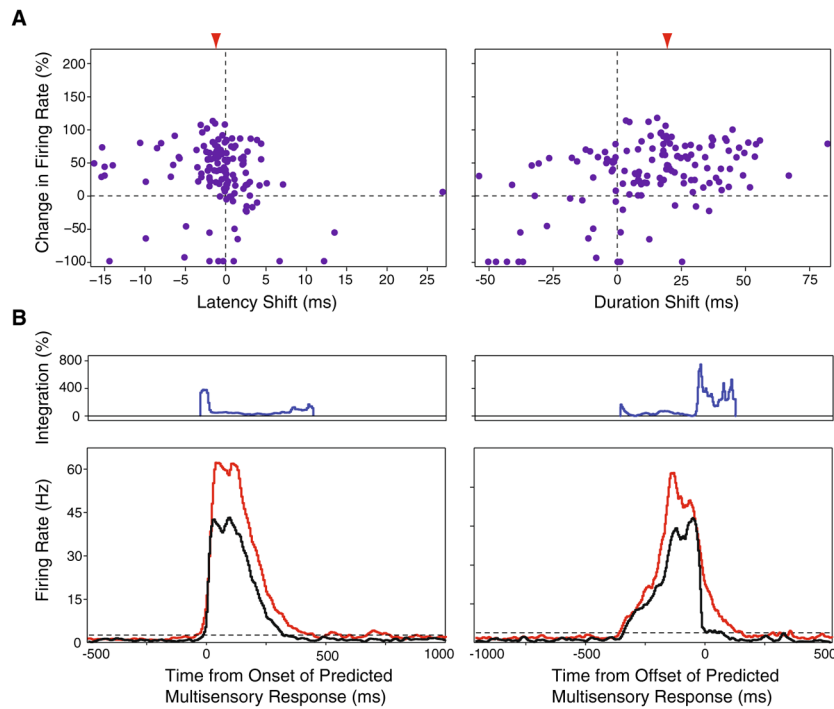 A
Change in Firing Rate (%)
200
150
100
50
0
−50
−100
−15 −10 −5 0 5 10 15 20 25
Latency Shift (ms)
-50 -25 0 25 50 75
Duration Shift (ms)
B
Integration (%)
800
400
0
Firing Rate (Hz)
60
45
30
15
0
-500 0 500 1000
Time from Onset of Predicted
Multisensory Response (ms)
-1000 -500 0 500
Time from Offset of Predicted
Multisensory Response (ms)